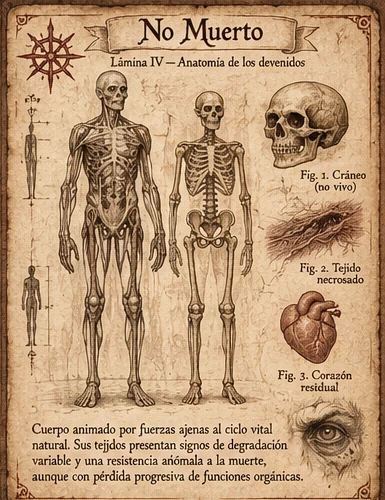 No Muerto
Lámina IV — Anatomía de los devenidos
Fig. 1. Cráneo
(no vivo)
Fig. 2. Tejido
necrosado
Fig. 3. Corazón
residual
Cuerpo animado por fuerzas ajenas al ciclo vital
natural. Sus tejidos presentan signos de degradación
variable y una resistencia anómala a la muerte,
aunque con pérdida progresiva de funciones orgánicas.